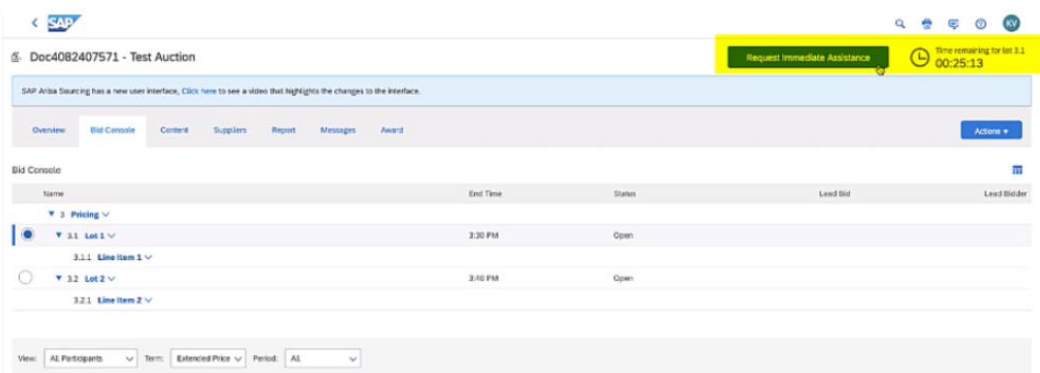 SAP
KV
Doc4082407571 - Test Auction
Request Immediate Assistance
Time remaining for lot 3.1
00:25:13
SAP Ariba Sourcing has a new user interface, Click here to see a video that highlights the changes to the interface.
Overview Bid Console Content Suppliers Report Messages Award Actions
Bid Console
Name End Time Status Lead Bid Lead Bidder
3 Pricing
3.1 Lot 1 3:30 PM Open
3.1.1 Line Item 1
3.2 Lot 2 3:40 PM Open
3.2.1 Line Item 2
View: All Participants Term: Extended Price Period: All